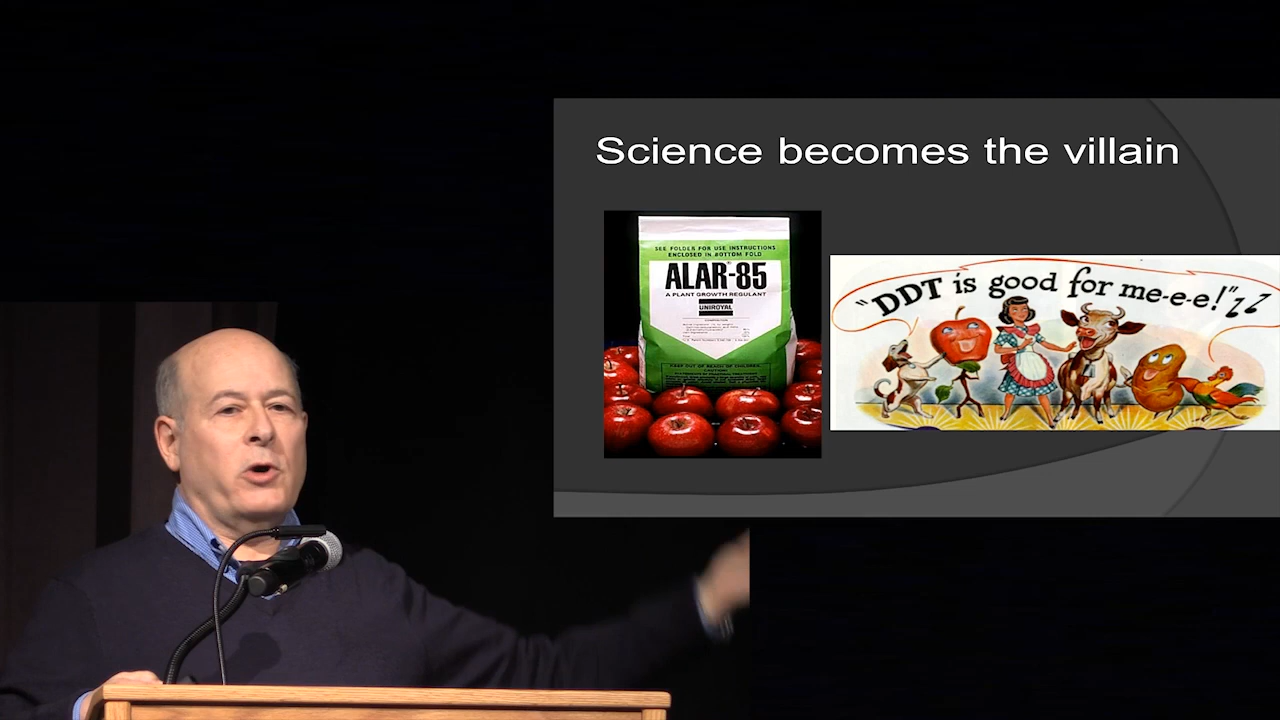 Science becomes the villain
SEE FOLDER FOR USE INSTRUCTIONS
ENCLOSED IN BOTTOM FOLD
ALAR-85
A PLANT GROWTH REGULANT
UNIROYAL
KEEP OUT OF REACH OF CHILDREN
"DDT is good for me-e-e!"